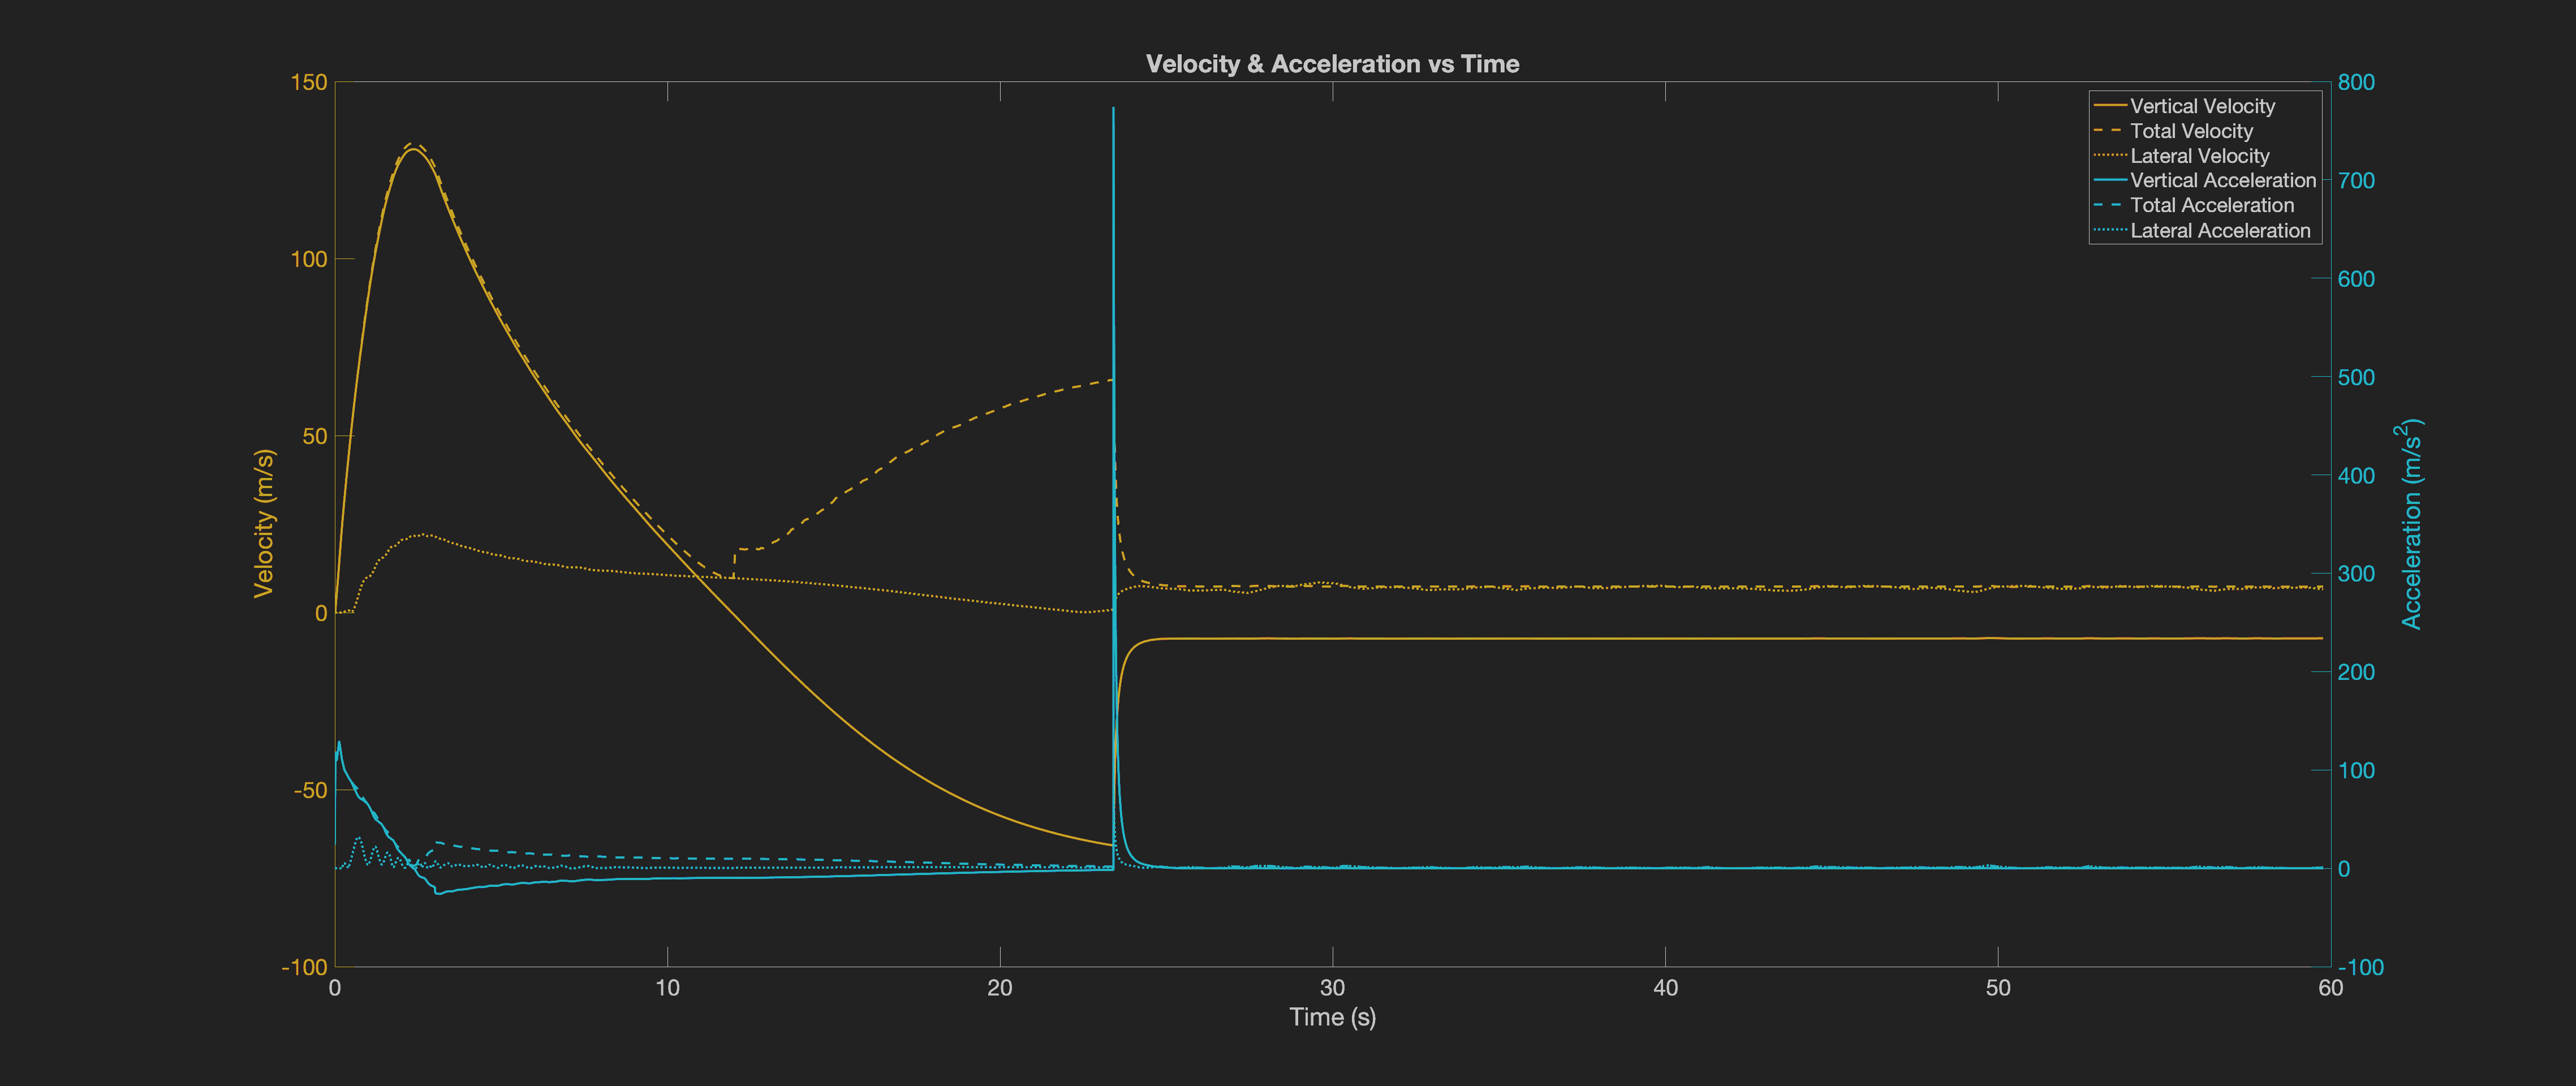 Velocity & Acceleration vs Time
150
100
50
0
-50
-100
Velocity (m/s)
0
10
20
30
40
50
60
Time (s)
800
700
600
500
400
300
200
100
0
-100
Acceleration (m/s²)
Vertical Velocity
Total Velocity
Lateral Velocity
Vertical Acceleration
Total Acceleration
Lateral Acceleration